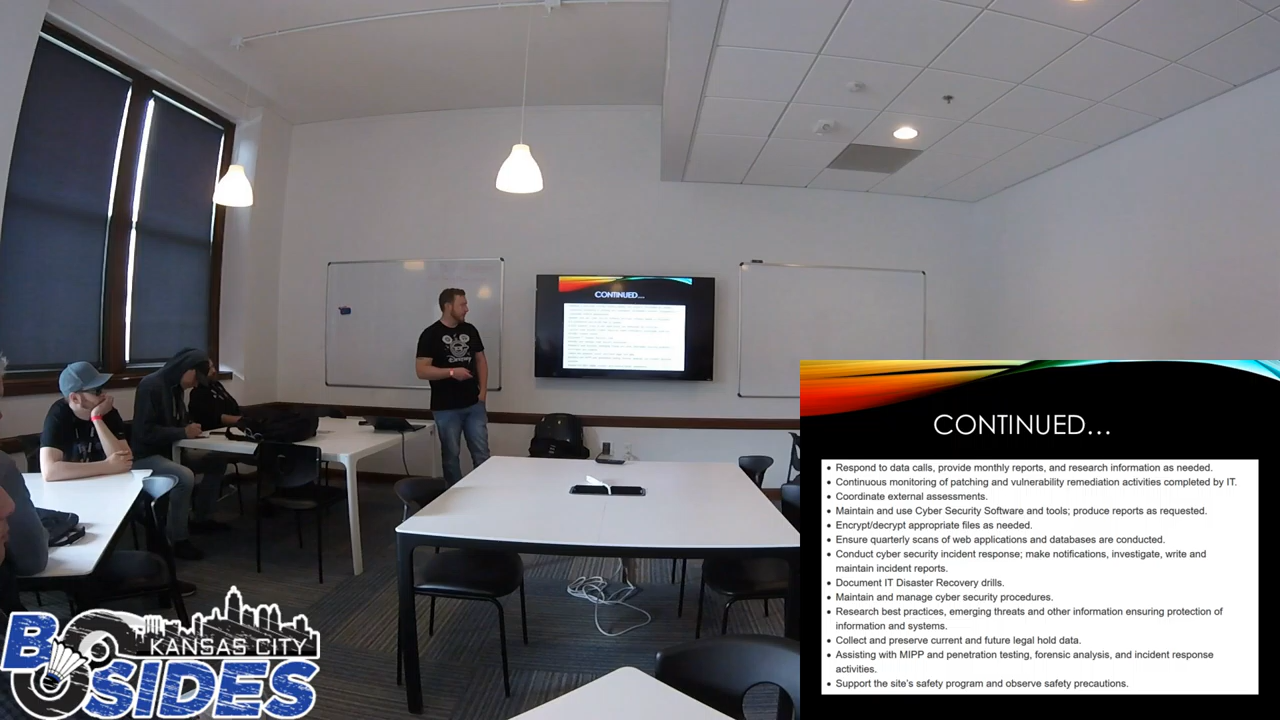 CONTINUED...
Disney
CONTINUED...
• Respond to data calls, provide monthly reports, and research information as needed.
• Continuous monitoring of patching and vulnerability remediation activities completed by IT.
• Coordinate external assessments.
• Maintain and use Cyber Security Software and tools; produce reports as requested.
• Encrypt/decrypt appropriate files as needed.
• Ensure quarterly scans of web applications and databases are conducted.
• Conduct cyber security incident response; make notifications, investigate, write and
maintain incident reports.
• Document IT Disaster Recovery drills.
• Maintain and manage cyber security procedures.
• Research best practices, emerging threats and other information ensuring protection of
information and systems.
• Collect and preserve current and future legal hold data.
• Assisting with MIPP and penetration testing, forensic analysis, and incident response
activities.
• Support the site's safety program and observe safety precautions.
B
KANSAS CITY
SIDES